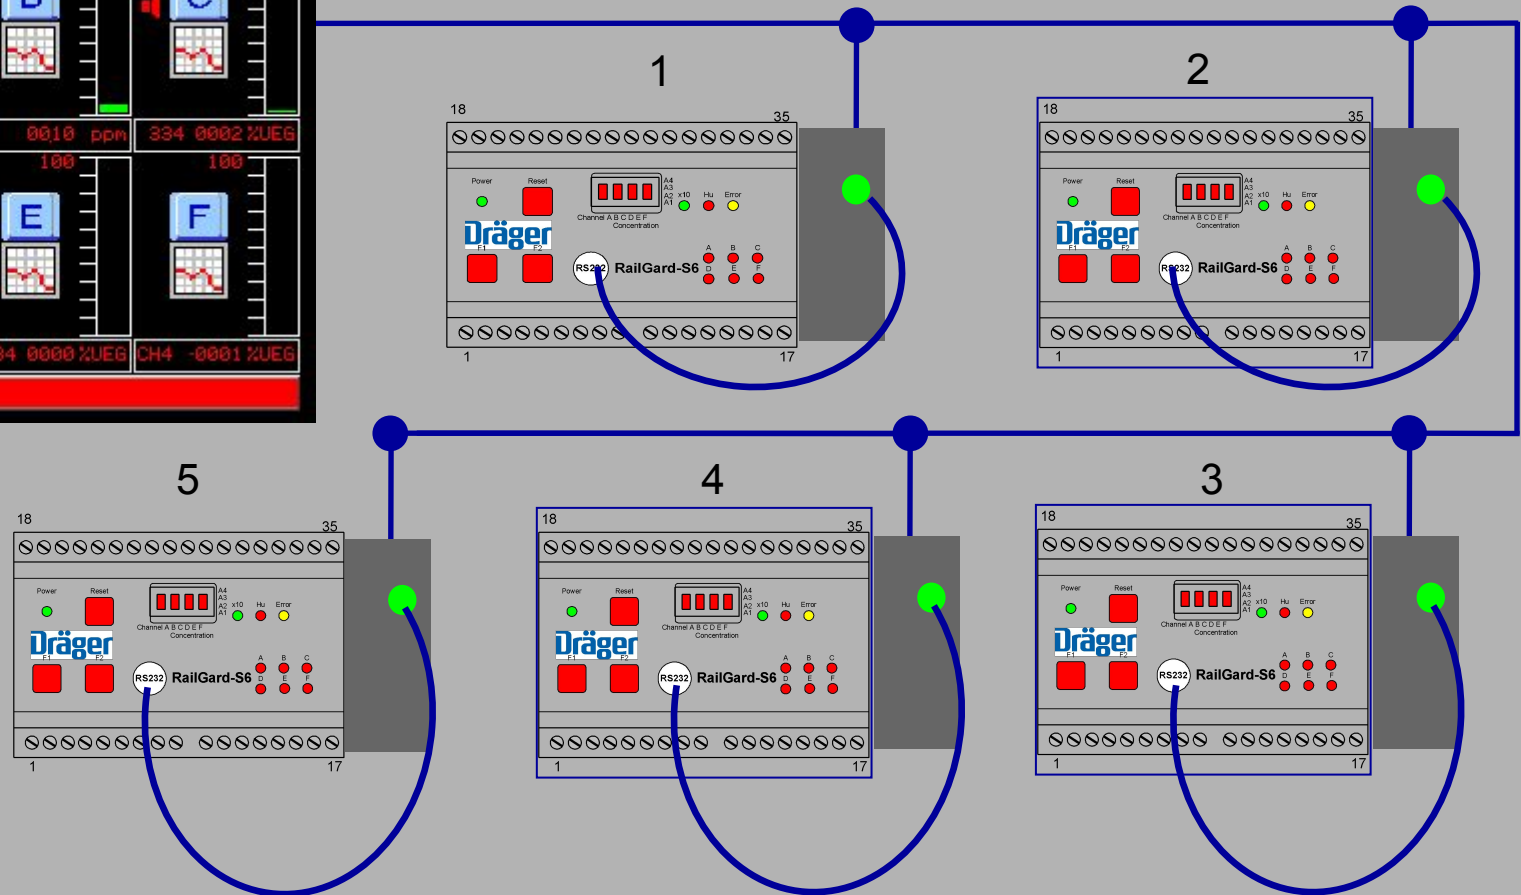 C
0010 ppm
334 0002 %UEG
100
100
E
F
0000 %UEG
CH4 -0001 %UEG
1
18
35
Power
Reset
A4
A3
A2
A1
x10
Hu
Error
Channel A B C D E F
Concentration
Dräger
F1
F2
RS232
RailGard-S6
A B C
D E F
1
17
2
18
35
Power
Reset
A4
A3
A2
A1
x10
Hu
Error
Channel A B C D E F
Concentration
Dräger
F1
F2
RS232
RailGard-S6
A B C
D E F
1
17
5
18
35
Power
Reset
A4
A3
A2
A1
x10
Hu
Error
Channel A B C D E F
Concentration
Dräger
F1
F2
RS232
RailGard-S6
A B C
D E F
1
17
4
18
35
Power
Reset
A4
A3
A2
A1
x10
Hu
Error
Channel A B C D E F
Concentration
Dräger
F1
F2
RS232
RailGard-S6
A B C
D E F
1
17
3
18
35
Power
Reset
A4
A3
A2
A1
x10
Hu
Error
Channel A B C D E F
Concentration
Dräger
F1
F2
RS232
RailGard-S6
A B C
D E F
1
17